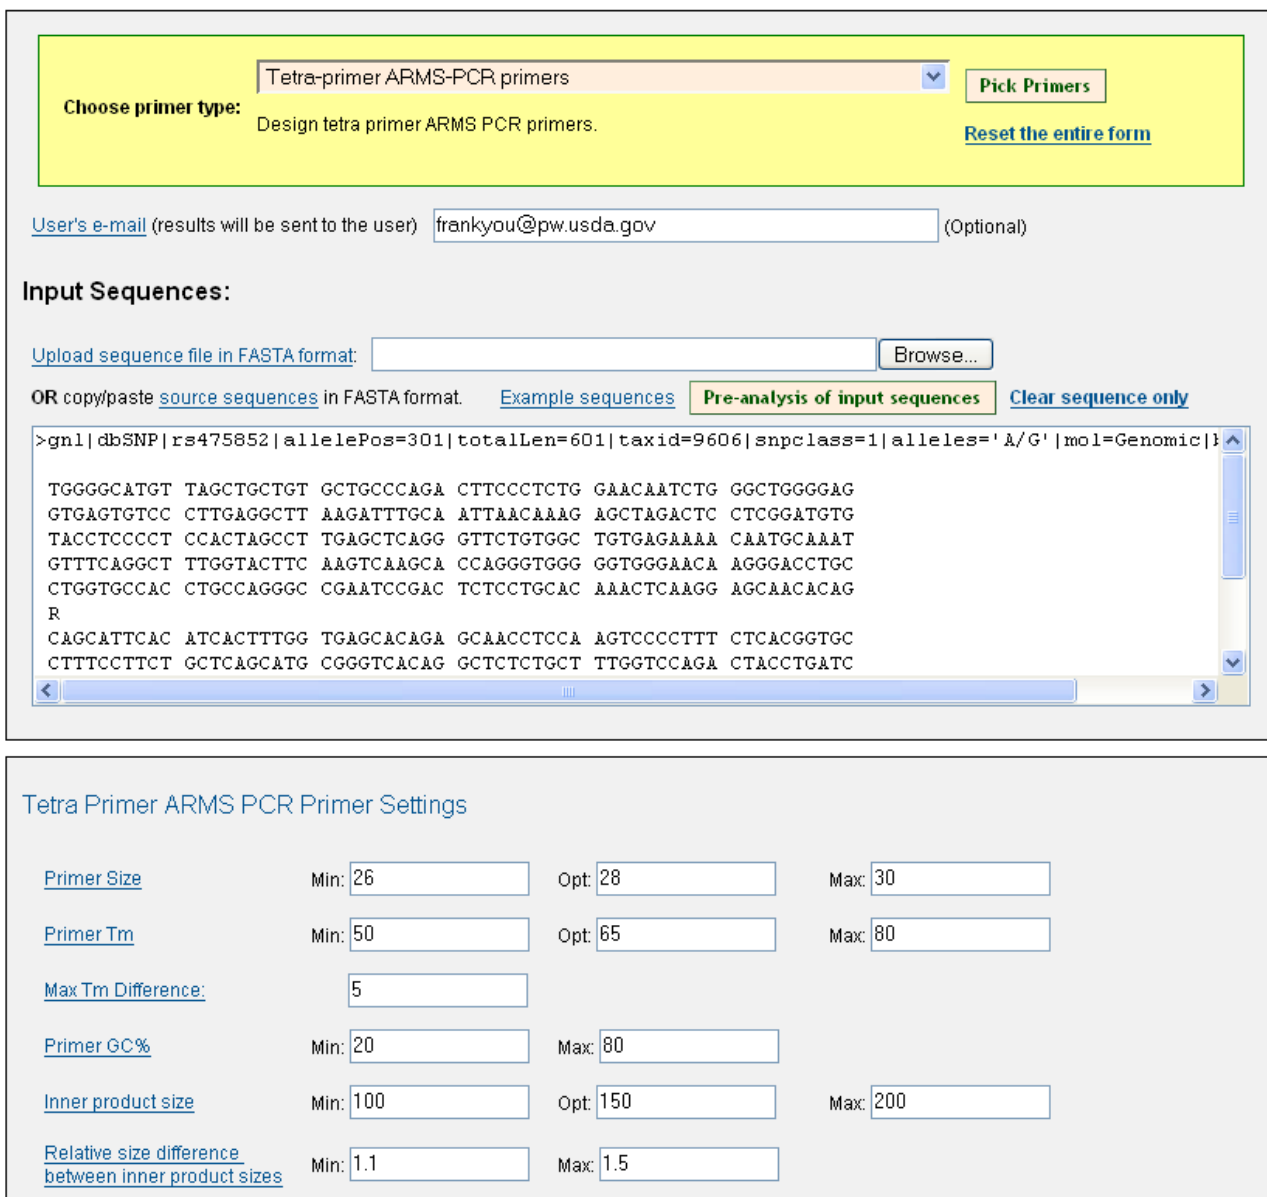 Choose primer type:
Tetra-primer ARMS-PCR primers
Design tetra primer ARMS PCR primers.
Pick Primers
Reset the entire form
User's e-mail (results will be sent to the user) frankyou@pw.usda.gov (Optional)
Input Sequences:
Upload sequence file in FASTA format: Browse...
OR copy/paste source sequences in FASTA format. Example sequences Pre-analysis of input sequences Clear sequence only
>gnl|dbSNP|rs475852|allelePos=301|totalLen=601|taxid=9606|snpclass=1|alleles='A/G'|mol=Genomic|
TGGGGCATGT TAGCTGCTGT GCTGCCCAGA CTTCCCTCTG GAACAATCTG GGCTGGGGAG
GTGAGTGTCC CTTGAGGCTT AAGATTTGCA ATTAACAAAG AGCTAGACTC CTCGGATGTG
TACCTCCCCT CCACTAGCCT TGAGCTCAGG GTTCTGTGGC TGTGAGAAAA CAATGCAAAT
GTTTCAGGCT TTGGTACTTC AAGTCAAGCA CCAGGGTGGG GGTGGGAACA AGGGACCTGC
CTGGTGCCAC CTGCCAGGGC CGAATCCGAC TCTCCTGCAC AAACTCAAGG AGCAACACAG
R
CAGCATTCAC ATCACTTTGG TGAGCACAGA GCAACCTCCA AGTCCCCTTT CTCACGGTGC
CTTTCCTTCT GCTCAGCATG CGGGTCACAG GCTCTCTGCT TTGGTCCAGA CTACCTGATC
Tetra Primer ARMS PCR Primer Settings
Primer Size Min: 26 Opt: 28 Max: 30
Primer Tm Min: 50 Opt: 65 Max: 80
Max Tm Difference: 5
Primer GC% Min: 20 Max: 80
Inner product size Min: 100 Opt: 150 Max: 200
Relative size difference
between inner product sizes Min: 1.1 Max: 1.5